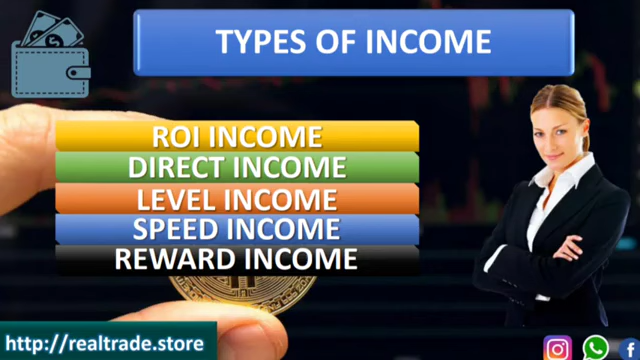 TYPES OF INCOME
ROI INCOME
DIRECT INCOME
LEVEL INCOME
SPEED INCOME
REWARD INCOME
http://realtrade.store